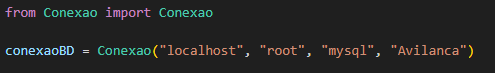 from Conexao import Conexao
conexaoBD = Conexao("localhost", "root", "mysql", "Avilanca")